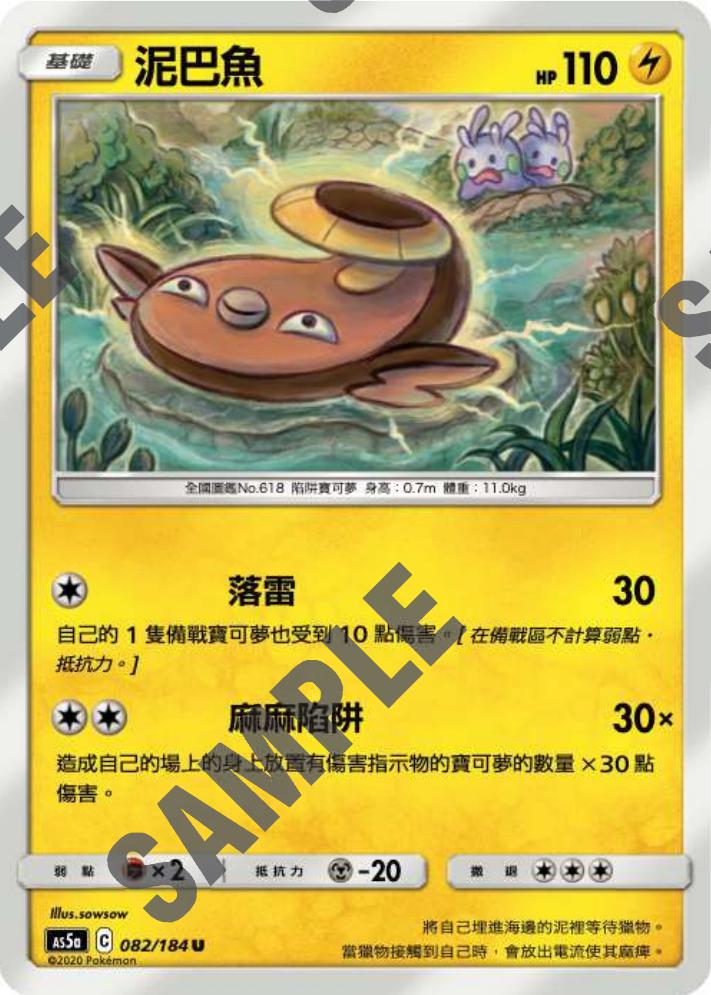 基礎 泥巴魚 HP 110
全國圖鑑No.618 陷阱寶可夢 身高：0.7m 體重：11.0kg
落雷 30
自己的 1 隻備戰寶可夢也受到 10 點傷害。[在備戰區不計算弱點・
抵抗力。]
麻麻陷阱 30×
造成自己的場上的身上放置有傷害指示物的寶可夢的數量 ×30 點
傷害。
弱點 ×2 抵抗力 -20 撤退
Illus.sowsow
AS5a C 082/184 U
©2020 Pokémon
將自己埋進海邊的泥裡等待獵物。
當獵物接觸到自己時，會放出電流使其麻痺。
SAMPLE